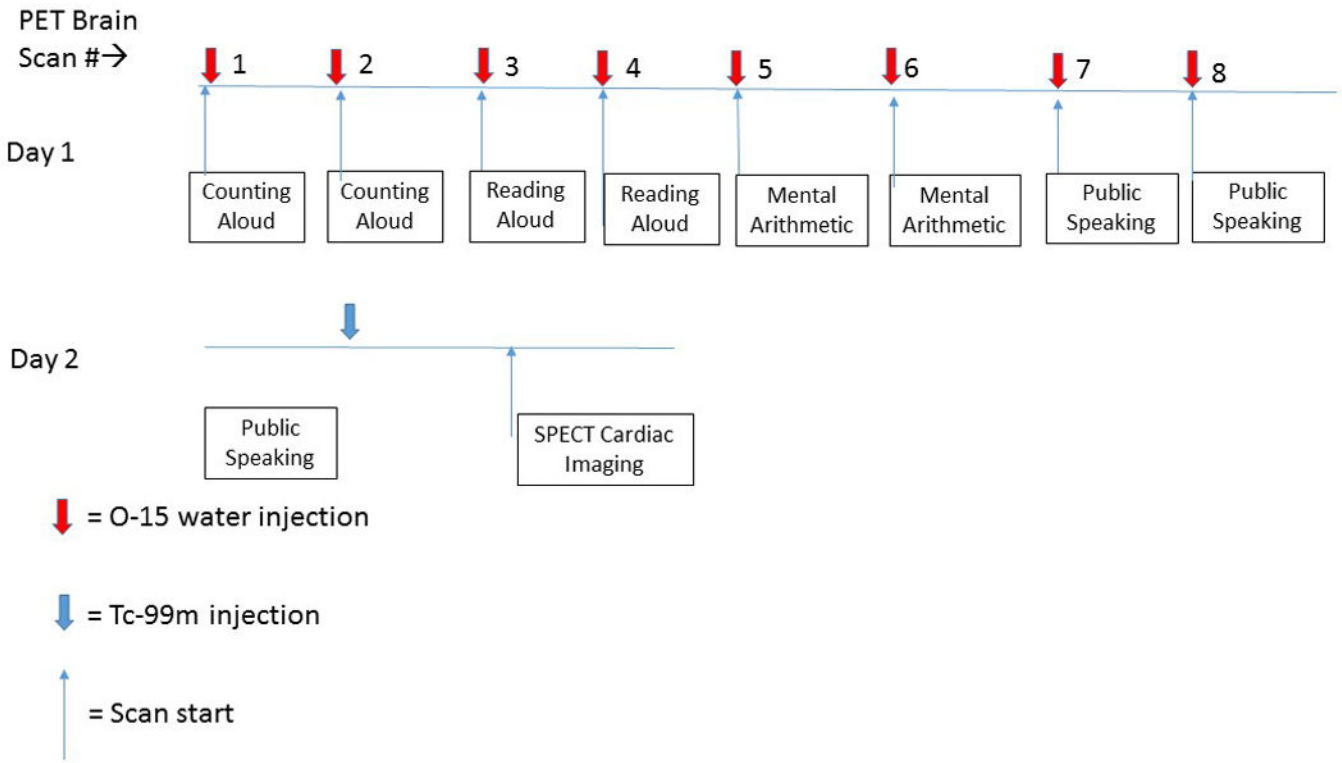 PET Brain
Scan #→
1 2 3 4 5 6 7 8
Day 1
Counting Aloud
Counting Aloud
Reading Aloud
Reading Aloud
Mental Arithmetic
Mental Arithmetic
Public Speaking
Public Speaking
Day 2
Public Speaking
SPECT Cardiac Imaging
= O-15 water injection
= Tc-99m injection
= Scan start